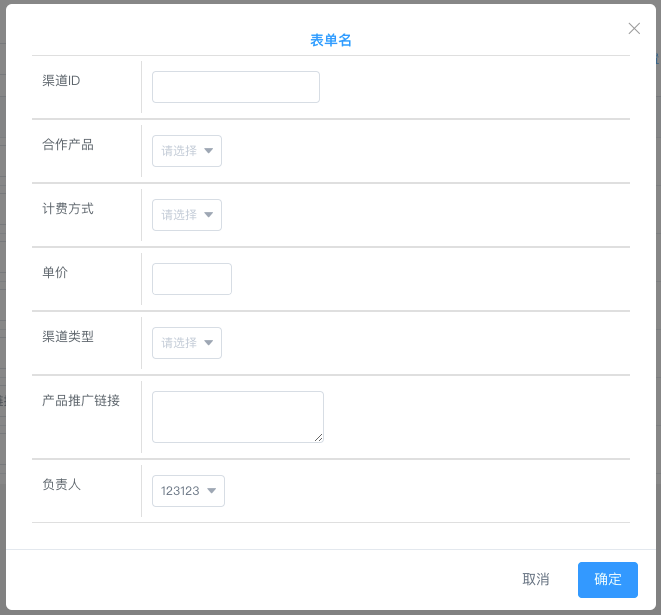 表单名
渠道ID
合作产品
请选择
计费方式
请选择
单价
渠道类型
请选择
产品推广链接
负责人
123123
取消 确定